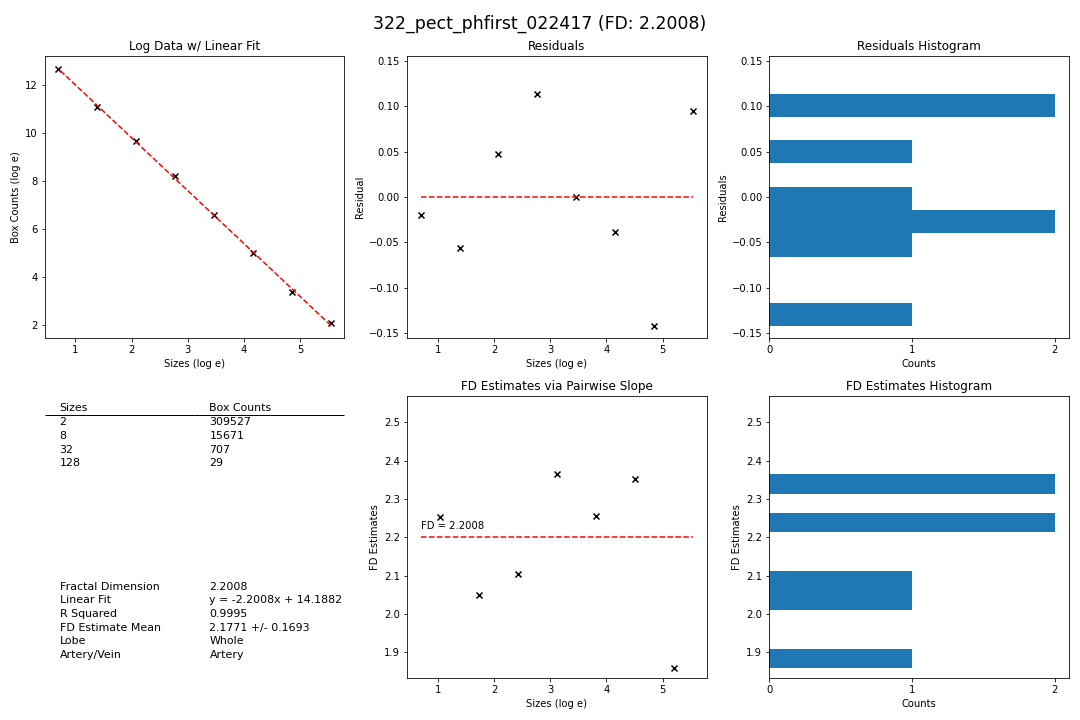 322_pect_phfirst_022417 (FD: 2.2008)
Log Data w/ Linear Fit
Box Counts (log e)
12
10
8
6
4
2
1 2 3 4 5
Sizes (log e)
Residuals
Residual
0.15
0.10
0.05
0.00
−0.05
−0.10
−0.15
1 2 3 4 5
Sizes (log e)
Residuals Histogram
Residuals
0.15
0.10
0.05
0.00
−0.05
−0.10
−0.15
0 1 2
Counts
Sizes Box Counts
2 309527
8 15671
32 707
128 29
Fractal Dimension 2.2008
Linear Fit y = -2.2008x + 14.1882
R Squared 0.9995
FD Estimate Mean 2.1771 +/- 0.1693
Lobe Whole
Artery/Vein Artery
FD Estimates via Pairwise Slope
FD Estimates
2.5
2.4
2.3
2.2
2.1
2.0
1.9
FD = 2.2008
1 2 3 4 5
Sizes (log e)
FD Estimates Histogram
FD Estimates
2.5
2.4
2.3
2.2
2.1
2.0
1.9
0 1 2
Counts